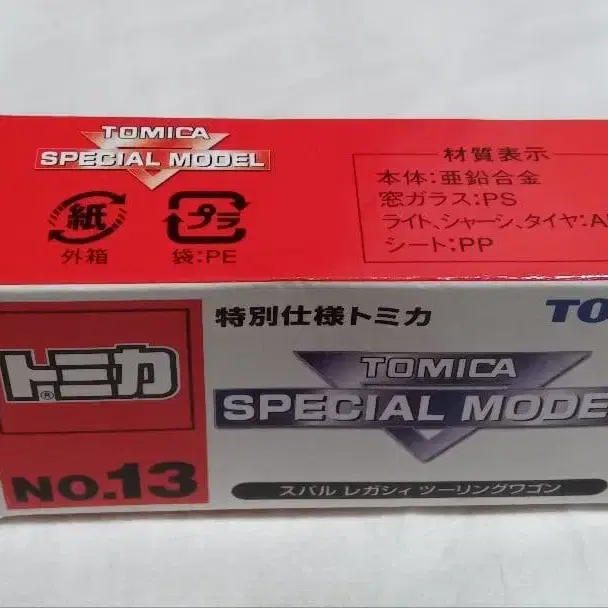 TOMICA
SPECIAL MODEL
紙
外箱
プラ
袋:PE
材質表示
本体:亜鉛合金
窓ガラス:PS
ライト、シャーシ、タイヤ:A
シート:PP
トミカ®
NO.13
特別仕様トミカ
TO
TOMICA
SPECIAL MODE
スバル レガシィ ツーリングワゴン